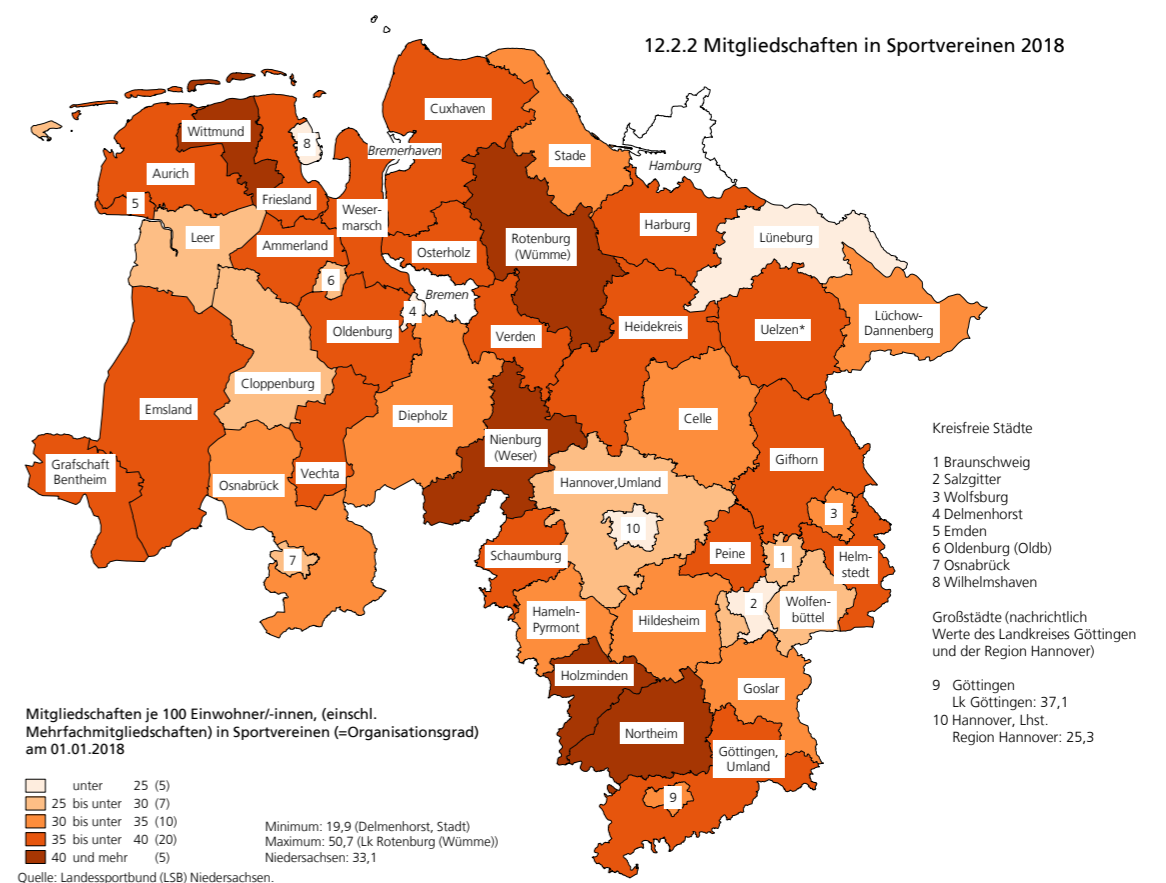 12.2.2 Mitgliedschaften in Sportvereinen 2018
Cuxhaven
Wittmund
8
Bremerhaven
Stade
Hamburg
Aurich
5
Friesland
Weser-
marsch
Harburg
Leer
Lüneburg
Ammerland
Osterholz
Rotenburg
(Wümme)
6
Bremen
4
Oldenburg
Verden
Heidekreis
Uelzen*
Lüchow-
Dannenberg
Cloppenburg
Emsland
Diepholz
Celle
Nienburg
(Weser)
Grafschaft
Bentheim
Osnabrück
Vechta
Hannover,Umland
Gifhorn
10
3
7
Schaumburg
Peine
1
Helm-
stedt
2
Wolfen-
büttel
Hameln-
Pyrmont
Hildesheim
Holzminden
Goslar
Northeim
Göttingen,
Umland
9
Kreisfreie Städte
1 Braunschweig
2 Salzgitter
3 Wolfsburg
4 Delmenhorst
5 Emden
6 Oldenburg (Oldb)
7 Osnabrück
8 Wilhelmshaven
Großstädte (nachrichtlich
Werte des Landkreises Göttingen
und der Region Hannover)
9 Göttingen
Lk Göttingen: 37,1
10 Hannover, Lhst.
Region Hannover: 25,3
Mitgliedschaften je 100 Einwohner/-innen, (einschl.
Mehrfachmitgliedschaften) in Sportvereinen (=Organisationsgrad)
am 01.01.2018
unter 25 (5)
25 bis unter 30 (7)
30 bis unter 35 (10)
35 bis unter 40 (20)
40 und mehr (5)
Minimum: 19,9 (Delmenhorst, Stadt)
Maximum: 50,7 (Lk Rotenburg (Wümme))
Niedersachsen: 33,1
Quelle: Landessportbund (LSB) Niedersachsen.